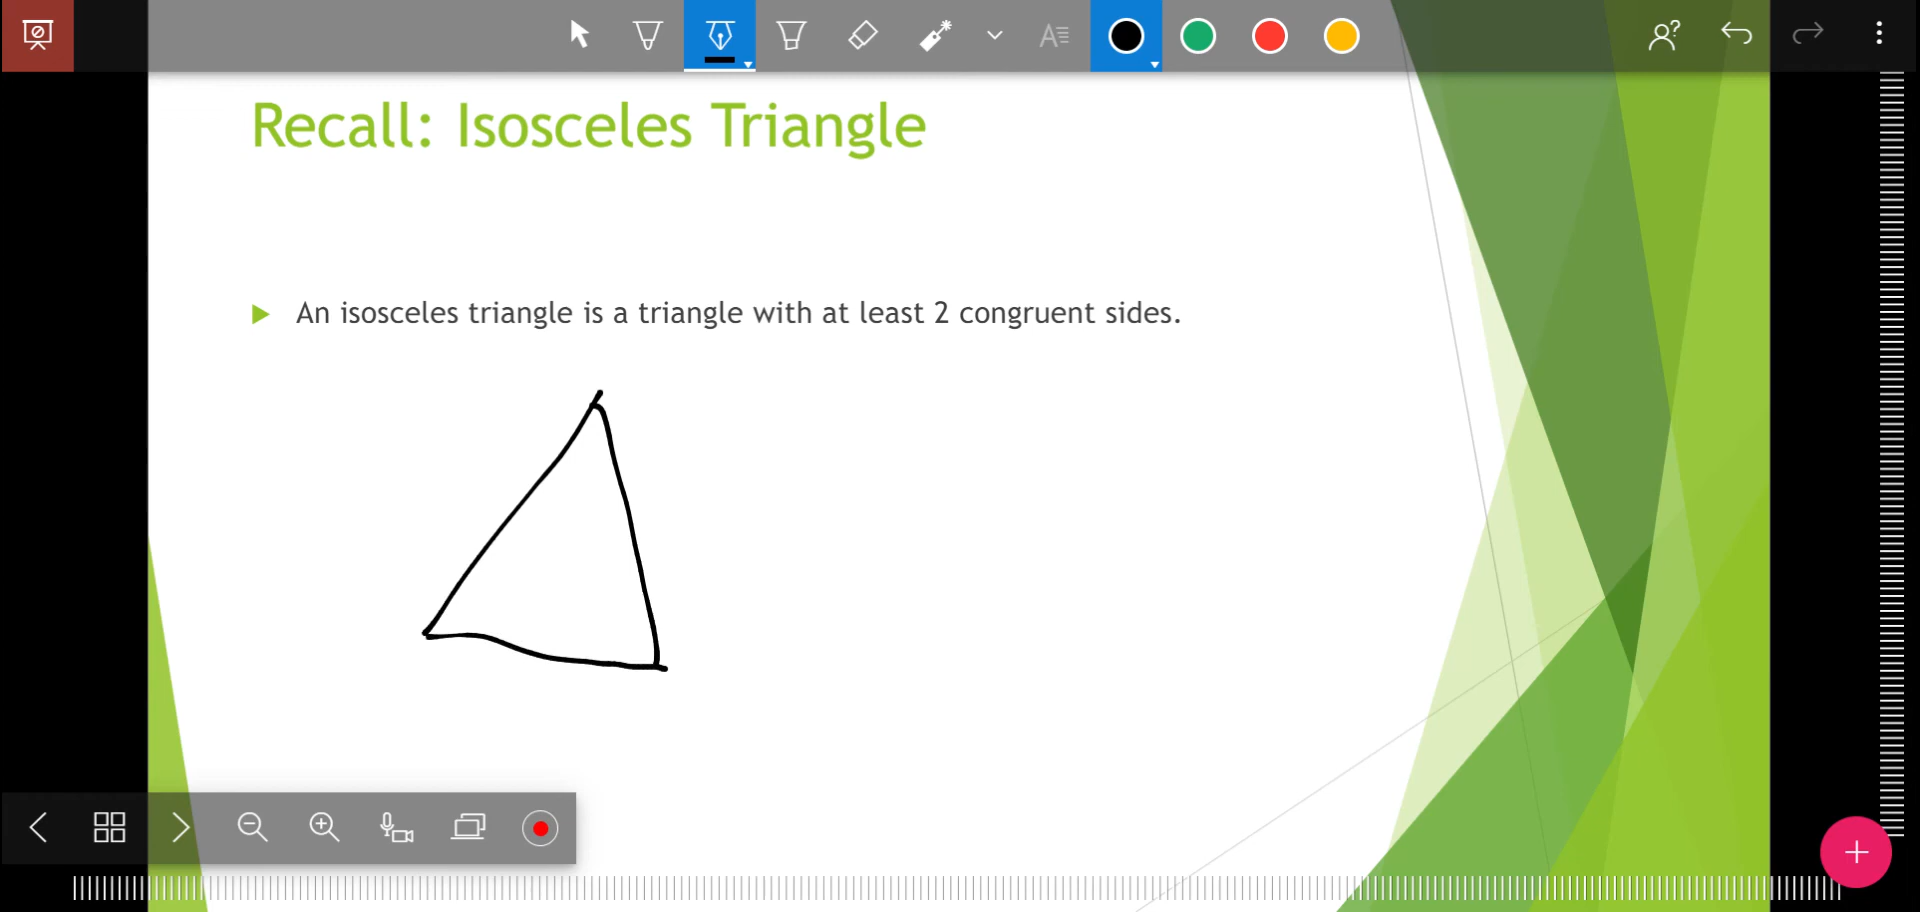 Recall: Isosceles Triangle
An isosceles triangle is a triangle with at least 2 congruent sides.